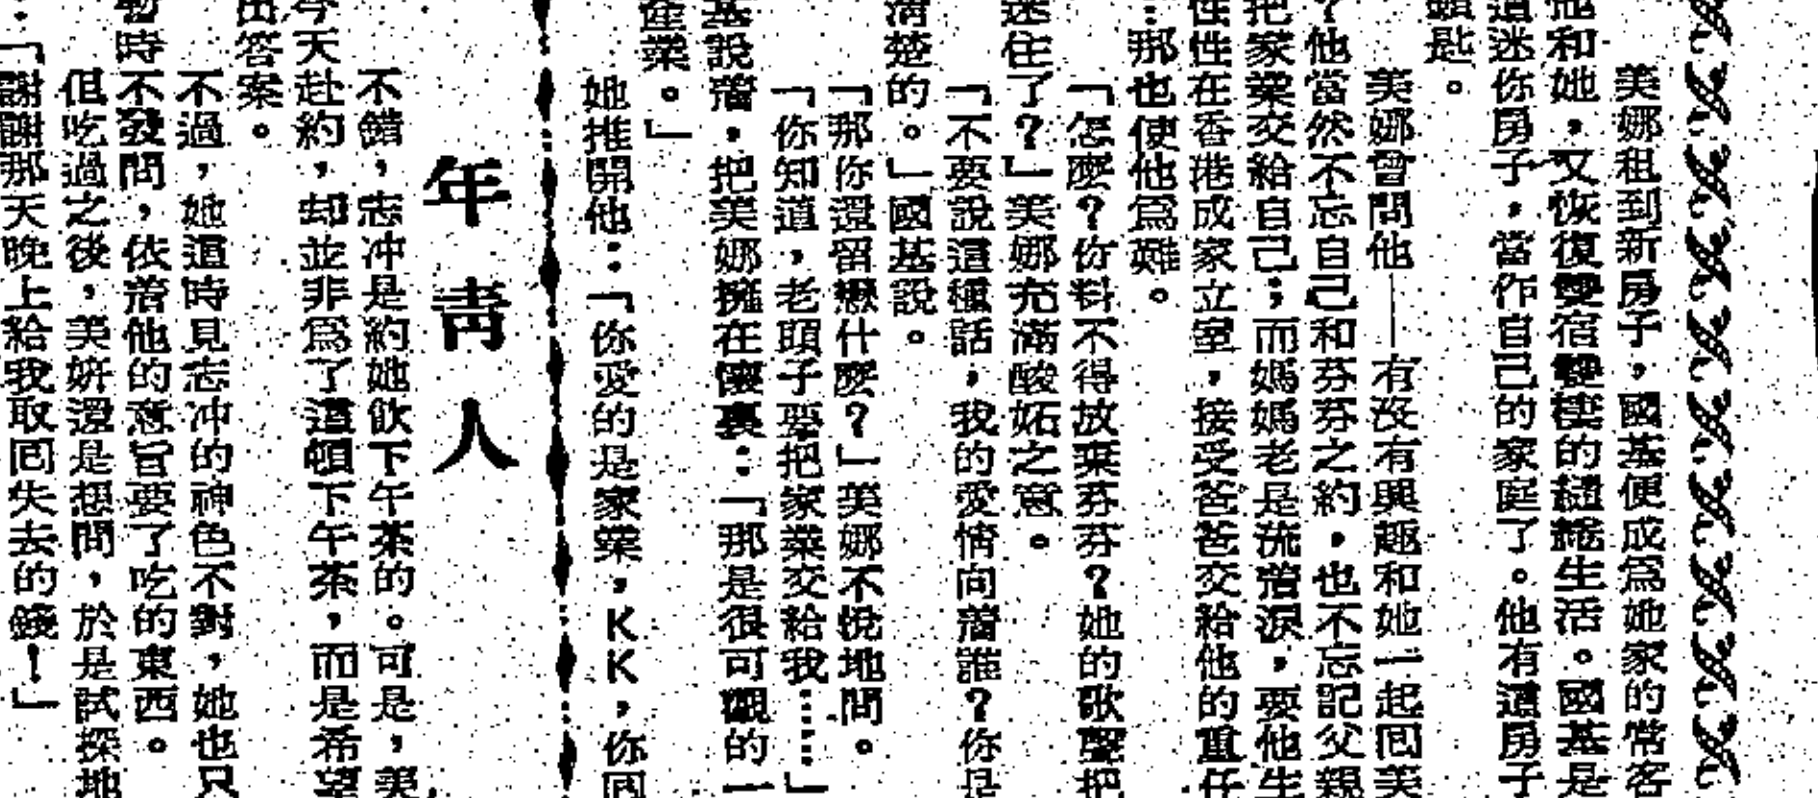 美娜租到新房子，國基便成爲她家的常客
他和她，又恢復雙宿雙棲的繾綣生活。國基是
這迷你房子，當作自己的家庭了。他有這房子
鎖匙。
美娜曾問他——有沒有興趣和她一起囘美
？他當然不忘自己和芬芬之約，也不忘記父親
把家業交給自己；而媽媽老是流着淚，要他生
性性在香港成家立室，接受爸爸交給他的重任
…那也使他爲難。
「怎麽？你料不得放棄芬芬？她的歌聲把
迷住了？」美娜充滿酸妬之意。
「不要說這種話，我的愛情向着誰？你是
清楚的。」國基說。
「那你還留戀什麽？」美娜不悅地問。
「你知道，老頭子要把家業交給我……」
基說着，把美娜擁在懷裏：「那是很可觀的一
產業。」
她推開他：「你愛的是家業，KK，你囘
年靑人
不錯，志冲是約她飮下午茶的。可是，美
今天赴約，却並非爲了這頓下午茶，而是希望
出答案。
不過，她這時見志冲的神色不對，她也只
暫時不發問，依着他的意旨要了吃的東西。
但吃過之後，美妍還是想問，於是試探地
：「謝謝那天晚上給我取囘失去的錢！」